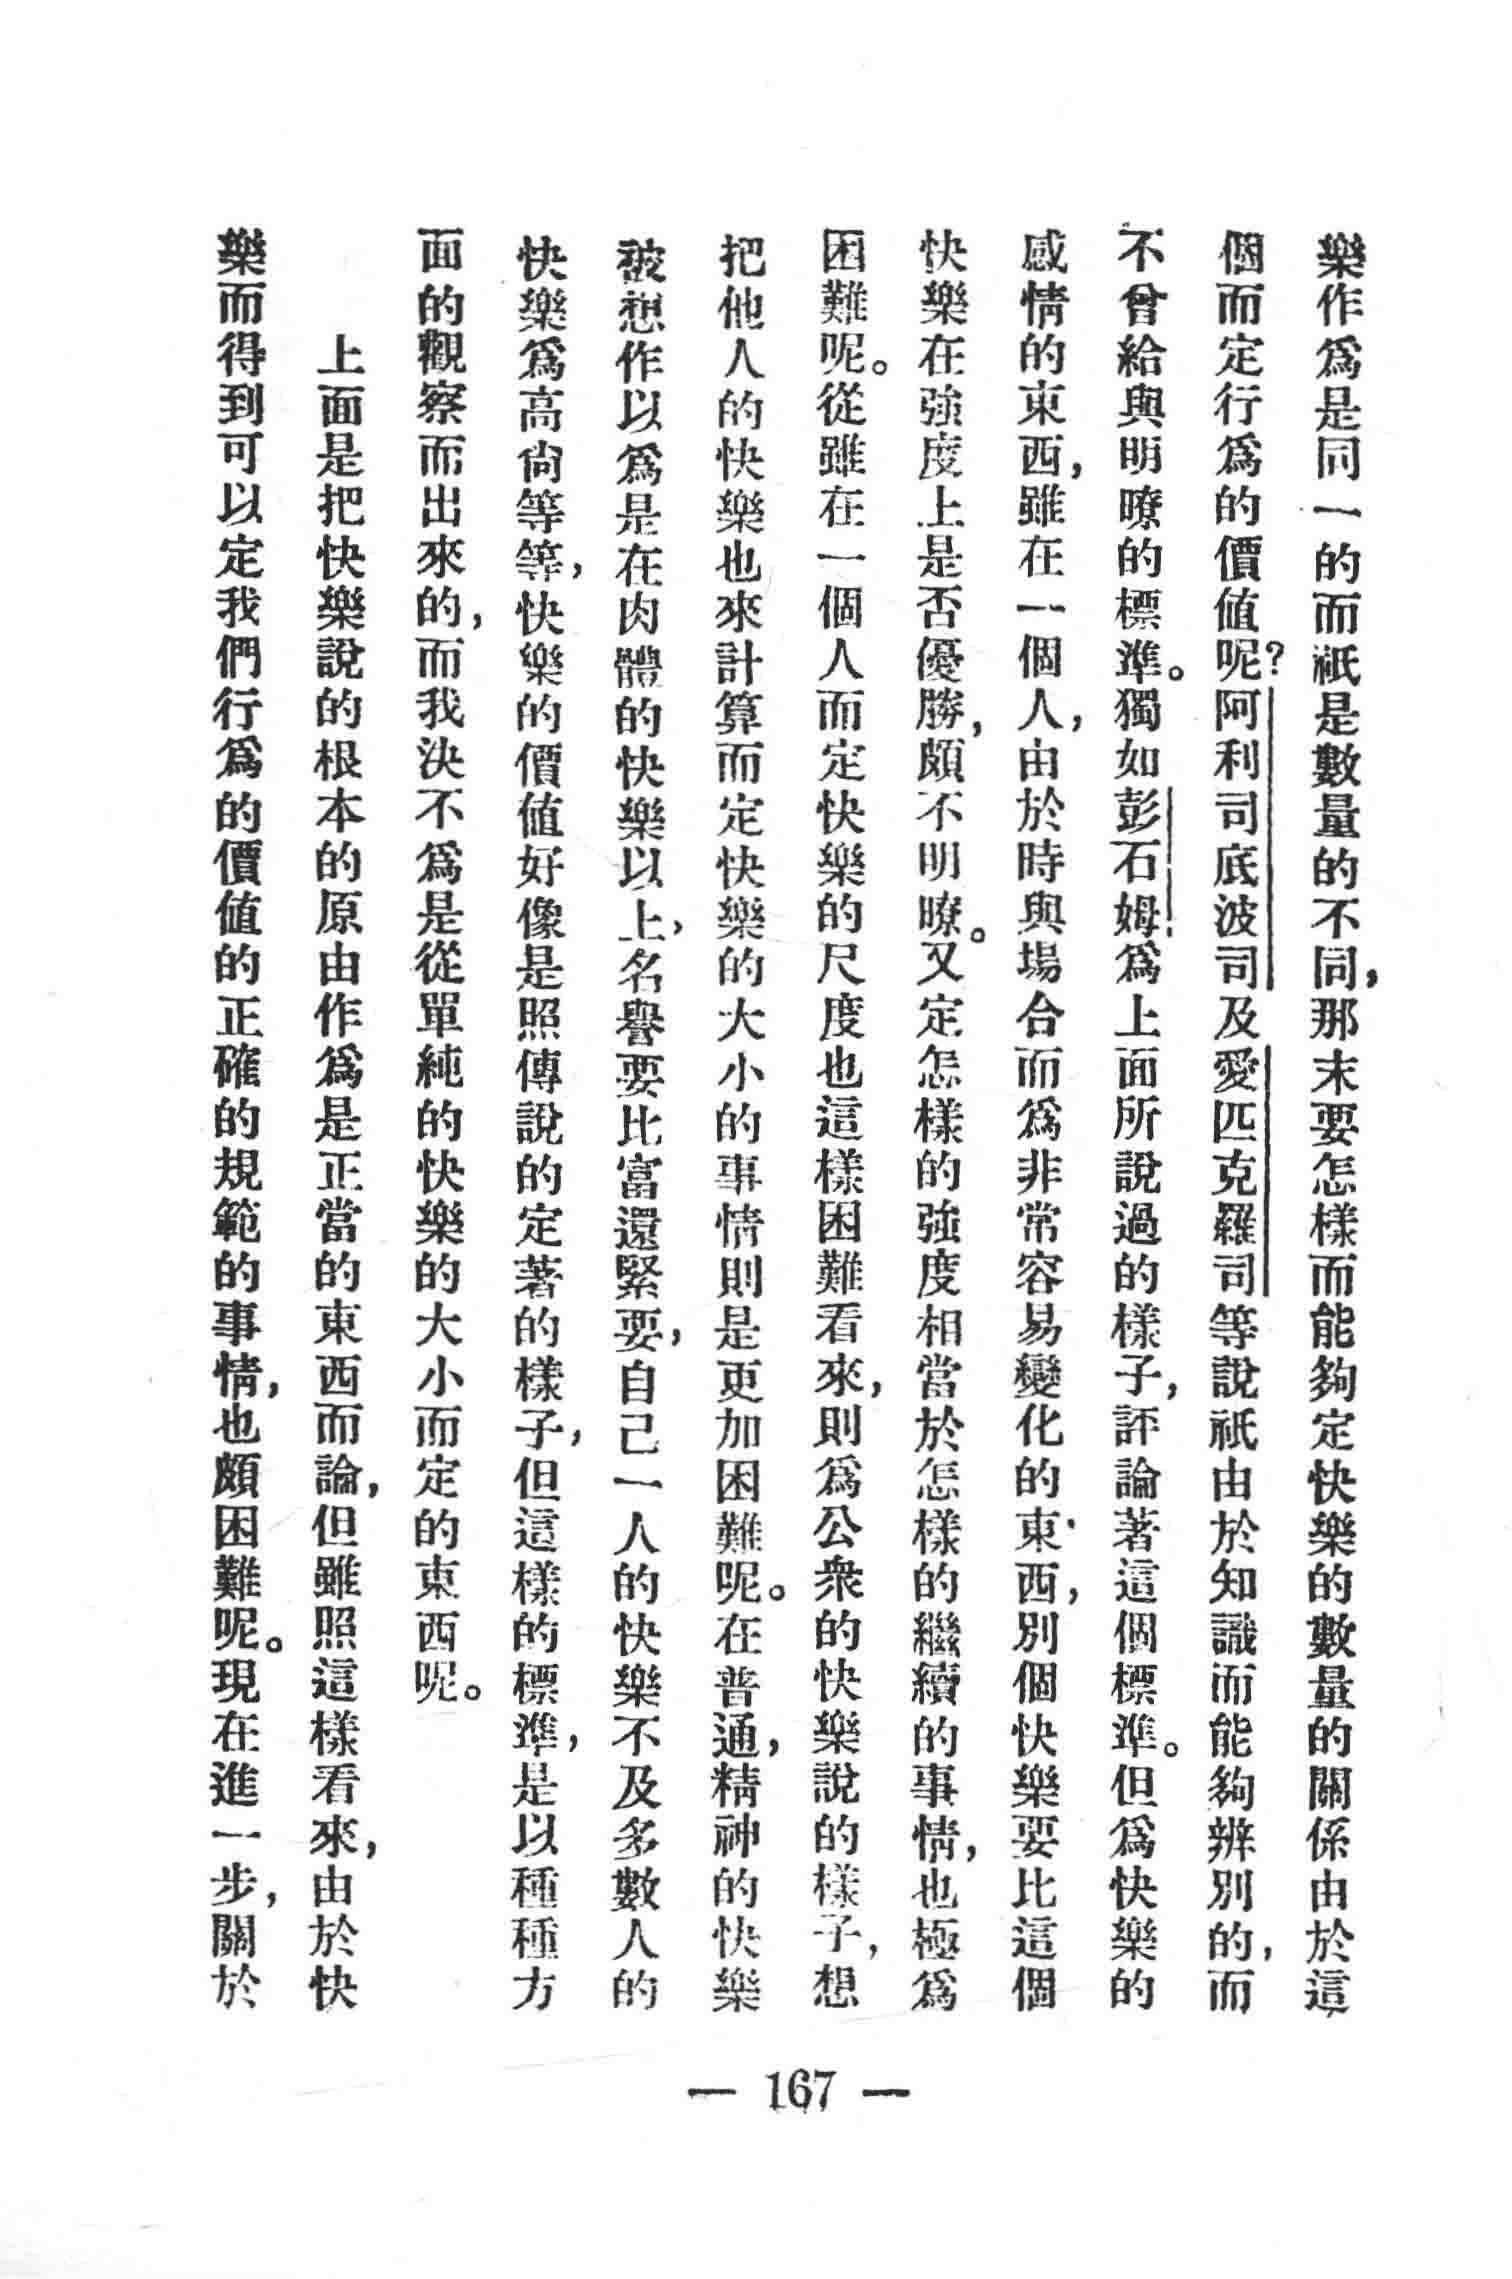 樂作爲是同一的而祇是數量的不同，那末要怎樣而能夠定快樂的數量的關係由於這
個而定行爲的價值呢？阿利司底波司及愛匹克羅司等說祇由於知識而能夠辨別的，而
不曾給與明暸的標準。獨如彭石姆爲上面所說過的樣子，評論著這個標準。但爲快樂的
感情的東西，雖在一個人，由於時與場合而爲非常容易變化的東西，別個快樂要比這個
快樂在強度上是否優勝，頗不明暸。又定怎樣的強度相當於怎樣的繼續的事情，也極爲
困難呢。從雖在一個人而定快樂的尺度也這樣困難看來，則爲公衆的快樂說的樣子，想
把他人的快樂也來計算而定快樂的大小的事情則是更加困難呢。在普通，精神的快樂
被想作以爲是在肉體的快樂以上，名譽要比富還緊要，自己一人的快樂不及多數人的
快樂爲高尙等等，快樂的價値好像是照傳說的定著的樣子，但這樣的標準，是以種種方
面的觀察而出來的，而我決不爲是從單純的快樂的大小而定的東西呢。
上面是把快樂說的根本的原由作爲是正當的東西而論，但雖照這樣看來，由於快
樂而得到可以定我們行爲的價值的正確的規範的事情，也頗困難呢。現在進一步，關於
— 167 —